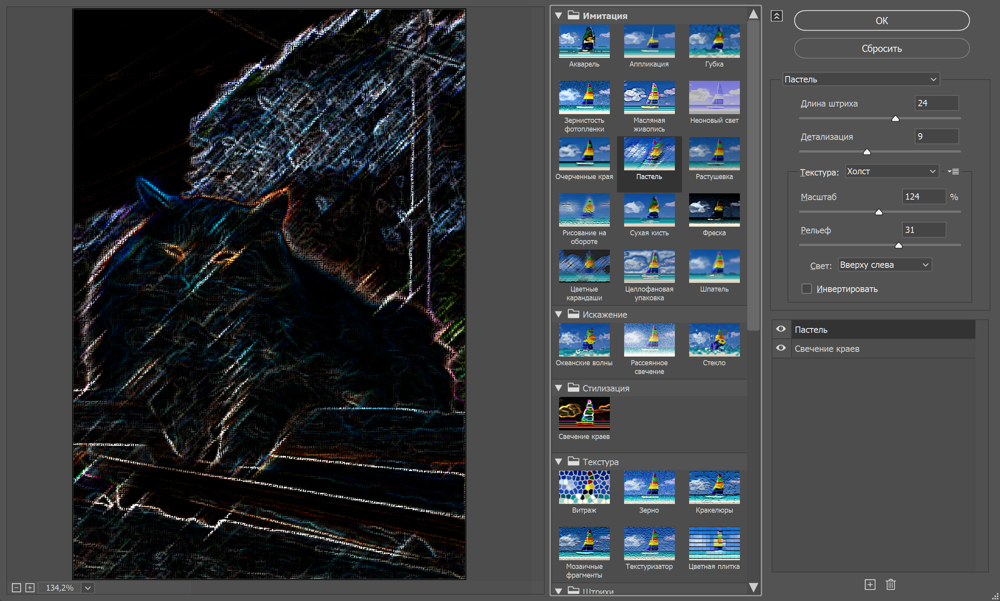 134,2%
Имитация
Акварель
Аппликация
Губка
Зернистость
фотопленки
Масляная
живопись
Неоновый свет
Очерченные края
Пастель
Растушевка
Рисование на
обороте
Сухая кисть
Фреска
Цветные
карандаши
Целлофановая
упаковка
Шпатель
Искажение
Океанские волны
Рассеянное
свечение
Стекло
Стилизация
Свечение краев
Текстура
Витраж
Зерно
Кракелюры
Мозаичные
фрагменты
Текстуризатор
Цветная плитка
Штрихи
ОК
Сбросить
Пастель
Длина штриха 24
Детализация 9
Текстура: Холст
Масштаб 124 %
Рельеф 31
Свет: Вверху слева
Инвертировать
Пастель
Свечение краев